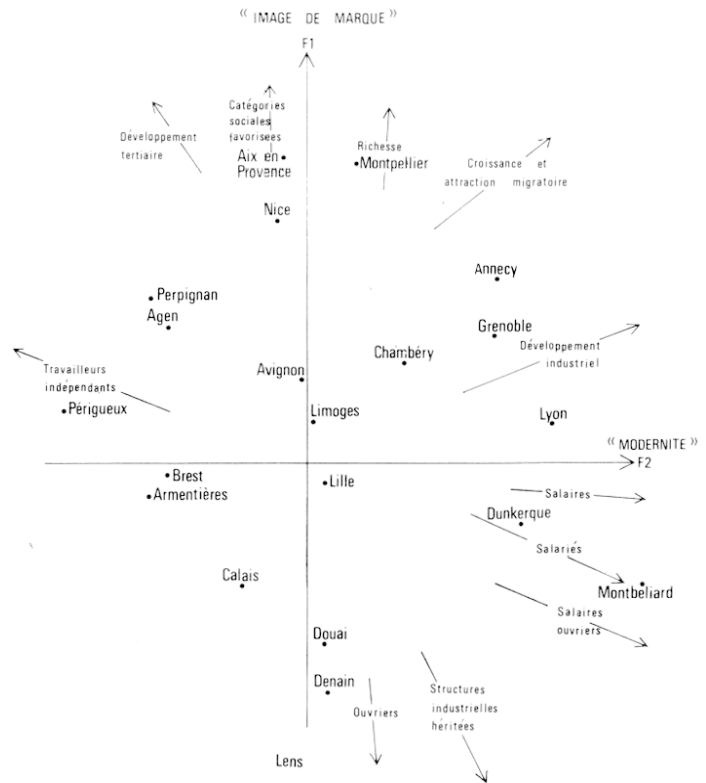 « IMAGE DE MARQUE »
F1
Catégories
sociales
favorisées
Développement
tertiaire
Aix en
Provence
Richesse
Montpellier
Croissance et
attraction migratoire
Nice
Annecy
Perpignan
Agen
Grenoble
Développement
industriel
Chambéry
Avignon
Travailleurs
indépendants
Périgueux
Limoges
Lyon
« MODERNITE »
F2
Brest
Armentières
Lille
Salaires
Dunkerque
Salariés
Calais
Montbéliard
Salaires
ouvriers
Douai
Denain
Ouvriers
Structures
industrielles
héritées
Lens